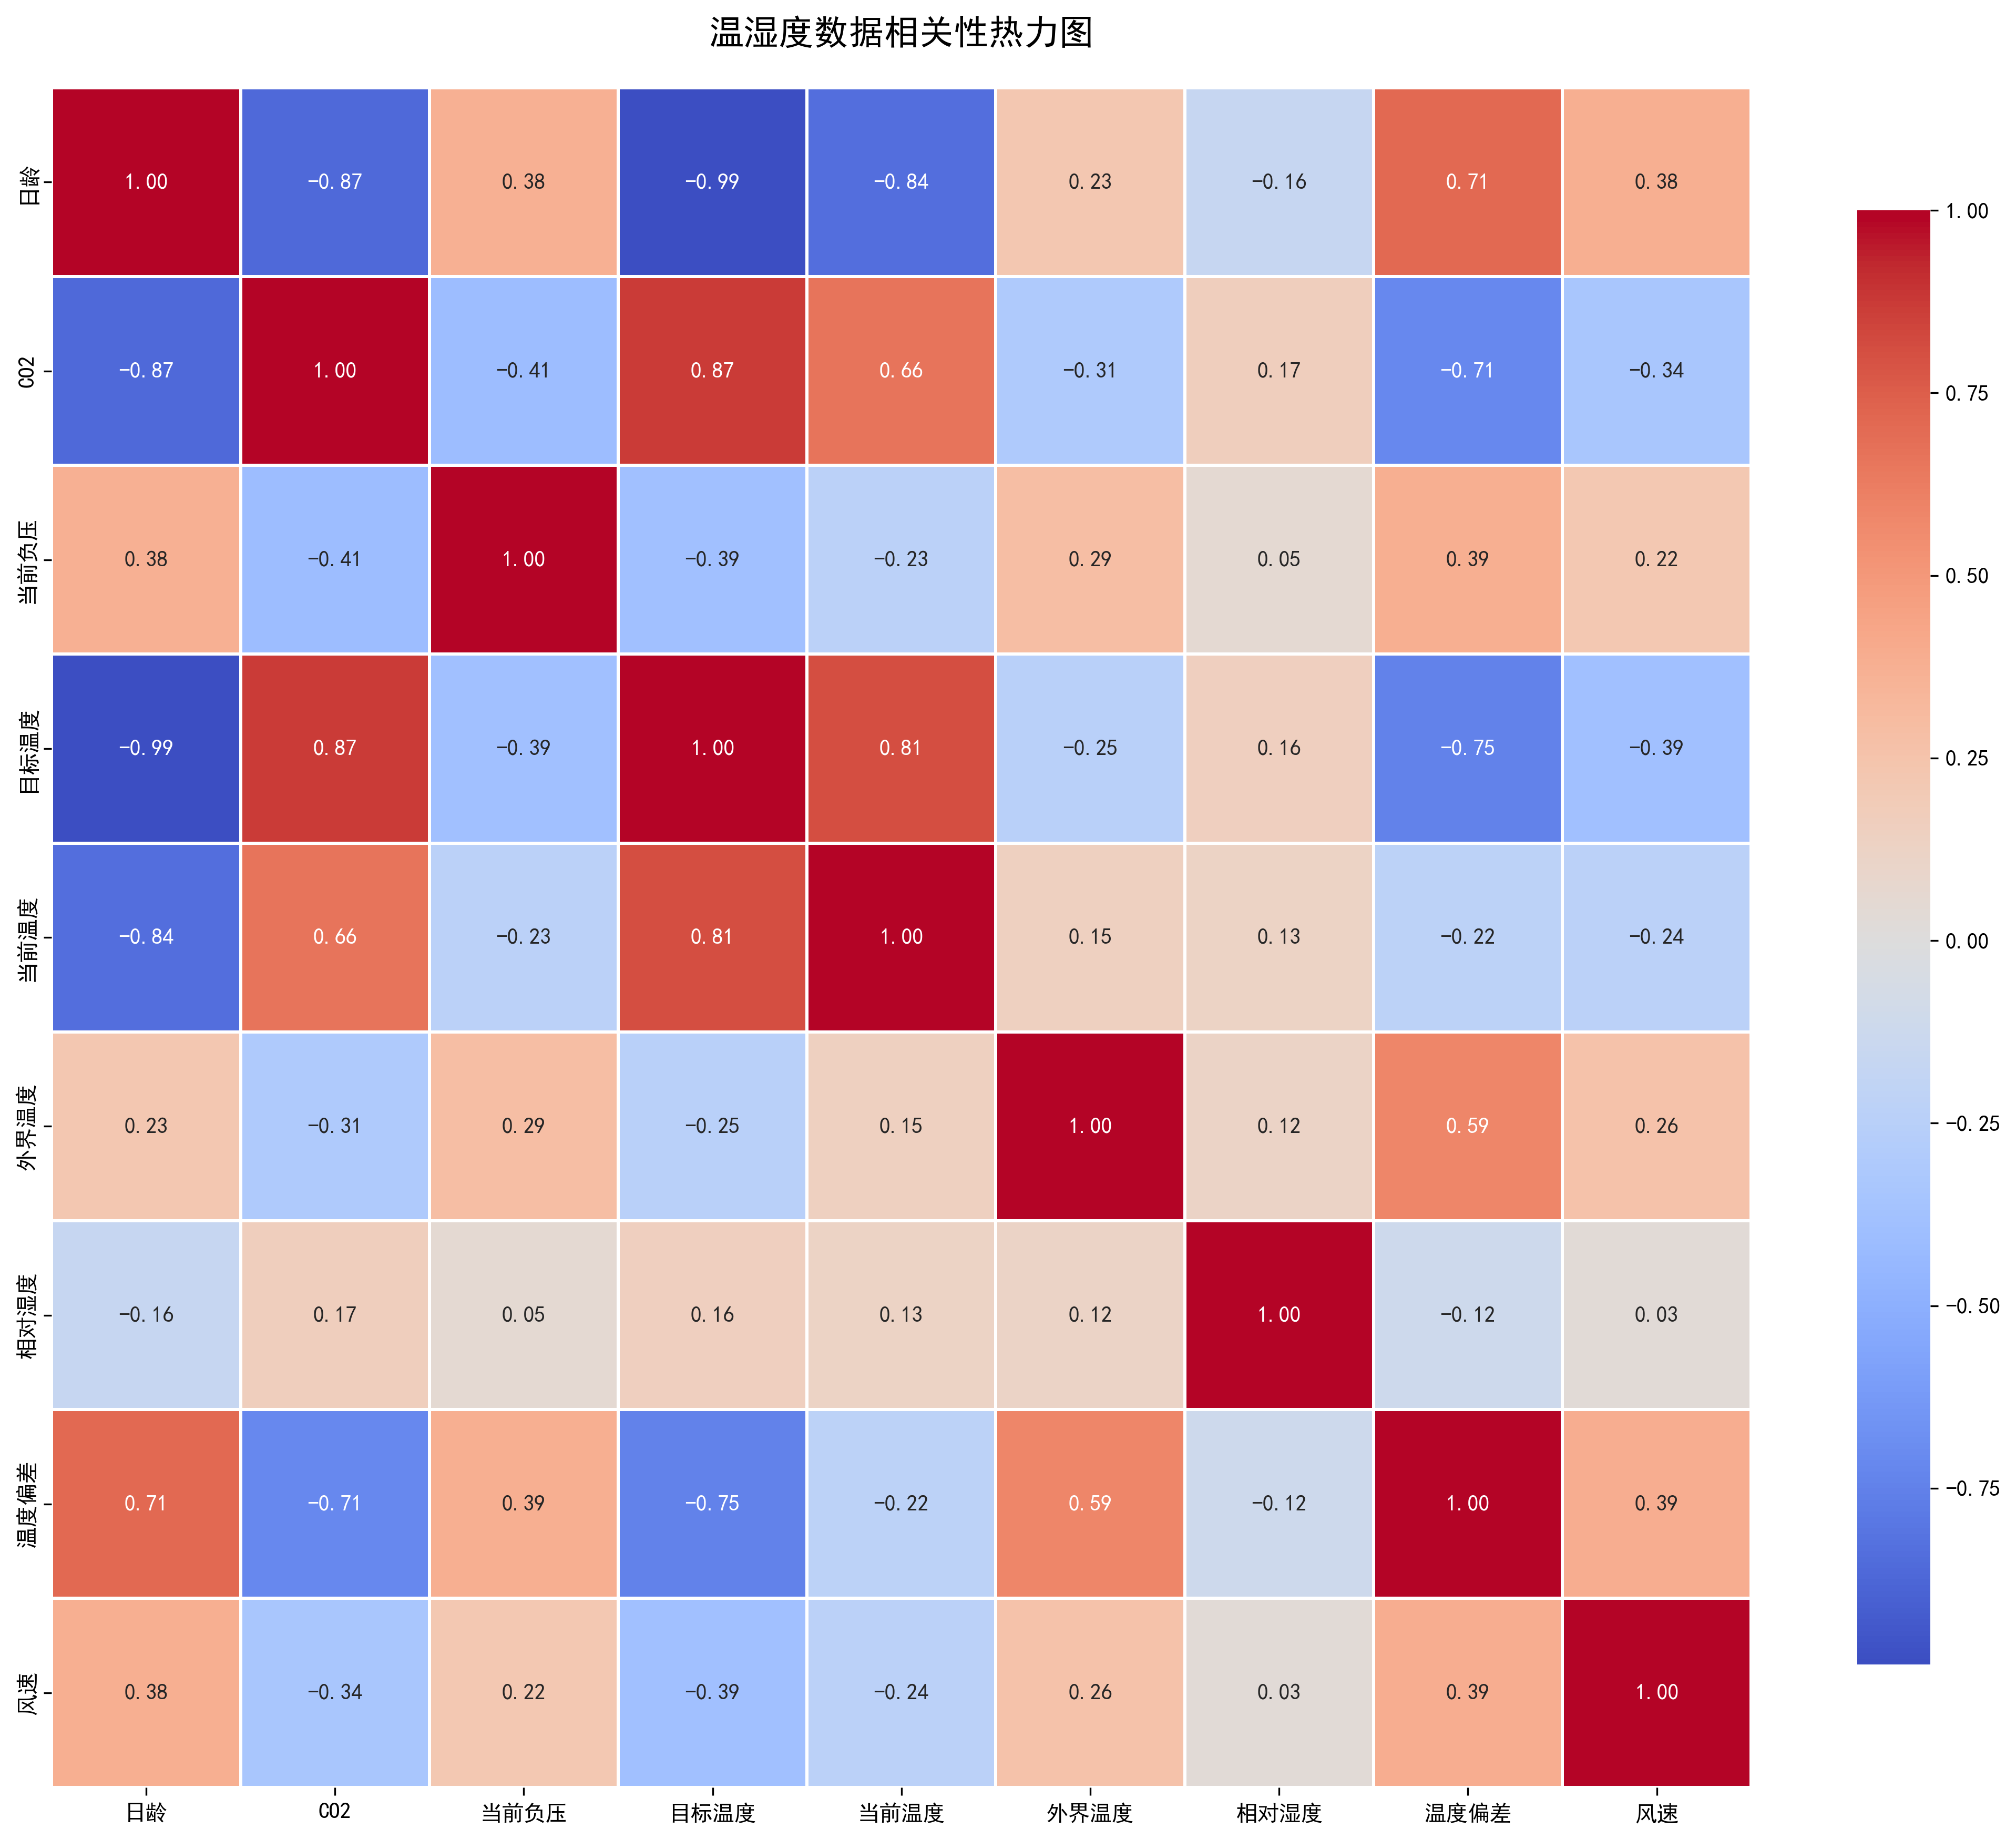 温湿度数据相关性热力图
日龄 1.00 −0.87 0.38 −0.99 −0.84 0.23 −0.16 0.71 0.38
CO2 −0.87 1.00 −0.41 0.87 0.66 −0.31 0.17 −0.71 −0.34
当前负压 0.38 −0.41 1.00 −0.39 −0.23 0.29 0.05 0.39 0.22
目标温度 −0.99 0.87 −0.39 1.00 0.81 −0.25 0.16 −0.75 −0.39
当前温度 −0.84 0.66 −0.23 0.81 1.00 0.15 0.13 −0.22 −0.24
外界温度 0.23 −0.31 0.29 −0.25 0.15 1.00 0.12 0.59 0.26
相对湿度 −0.16 0.17 0.05 0.16 0.13 0.12 1.00 −0.12 0.03
温度偏差 0.71 −0.71 0.39 −0.75 −0.22 0.59 −0.12 1.00 0.39
风速 0.38 −0.34 0.22 −0.39 −0.24 0.26 0.03 0.39 1.00
日龄 CO2 当前负压 目标温度 当前温度 外界温度 相对湿度 温度偏差 风速
1.00
0.75
0.50
0.25
0.00
−0.25
−0.50
−0.75